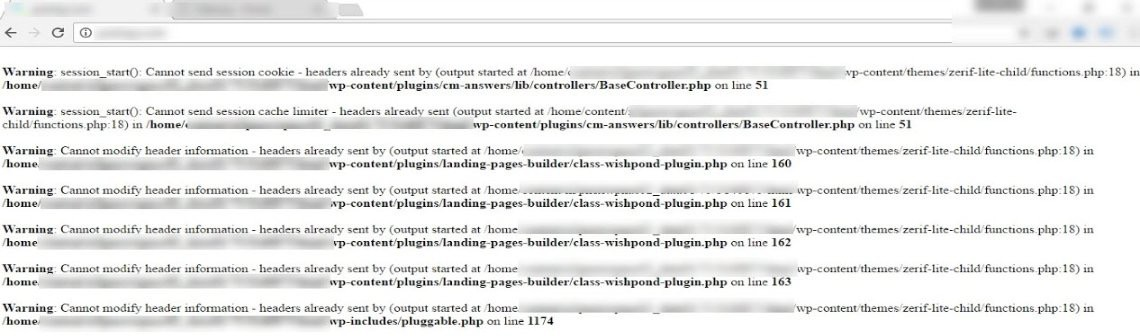 Warning: session_start(): Cannot send session cookie - headers already sent by (output started at /home/ wp-content/themes/zerif-lite-child/functions.php:18) in
/home/ wp-content/plugins/cm-answers/lib/controllers/BaseController.php on line 51
Warning: session_start(): Cannot send session cache limiter - headers already sent (output started at /home/content/ wp-content/themes/zerif-lite-
child/functions.php:18) in /home/ wp-content/plugins/cm-answers/lib/controllers/BaseController.php on line 51
Warning: Cannot modify header information - headers already sent by (output started at /home/ wp-content/themes/zerif-lite-child/functions.php:18) in
/home/ wp-content/plugins/landing-pages-builder/class-wishpond-plugin.php on line 160
Warning: Cannot modify header information - headers already sent by (output started at /home/ wp-content/themes/zerif-lite-child/functions.php:18) in
/home/ wp-content/plugins/landing-pages-builder/class-wishpond-plugin.php on line 161
Warning: Cannot modify header information - headers already sent by (output started at /home /wp-content/themes/zerif-lite-child/functions.php:18) in
/home wp-content/plugins/landing-pages-builder/class-wishpond-plugin.php on line 162
Warning: Cannot modify header information - headers already sent by (output started at /home /wp-content/themes/zerif-lite-child/functions.php:18) in
/home/ wp-content/plugins/landing-pages-builder/class-wishpond-plugin.php on line 163
Warning: Cannot modify header information - headers already sent by (output started at /home /wp-content/themes/zerif-lite-child/functions.php:18) in
/home/ wp-includes/pluggable.php on line 1174